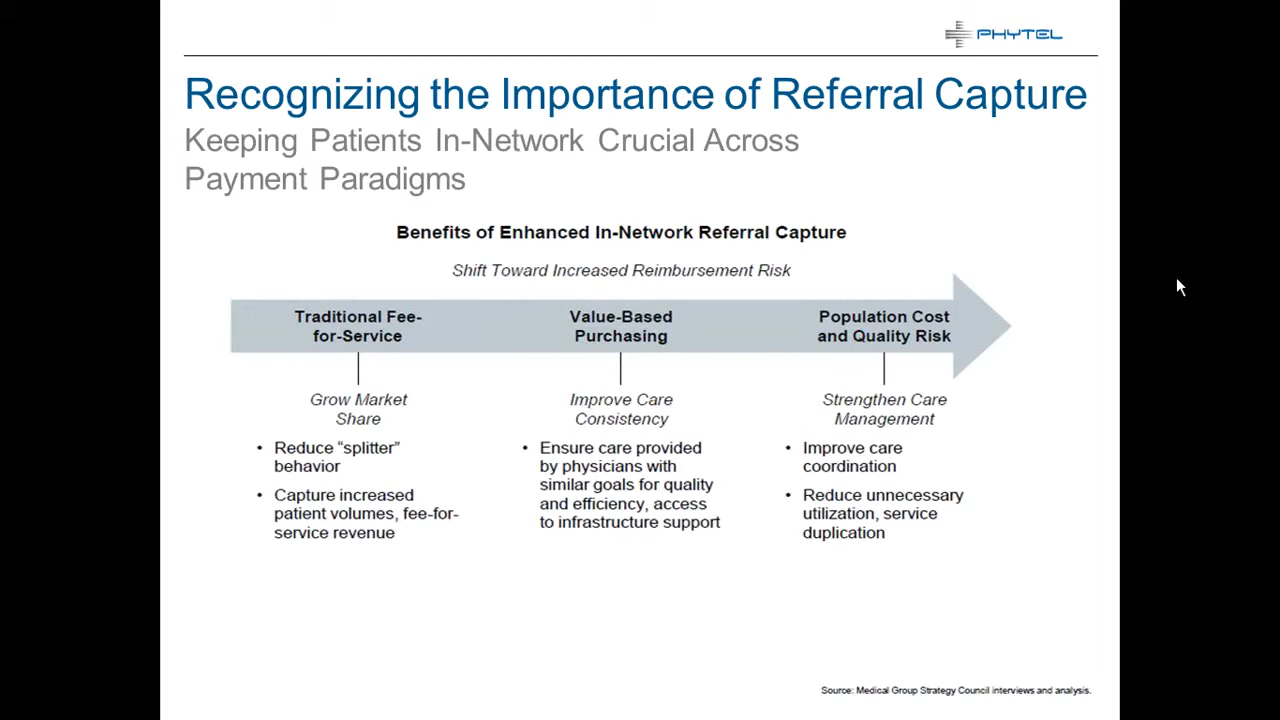 PHYTEL
Recognizing the Importance of Referral Capture
Keeping Patients In-Network Crucial Across
Payment Paradigms
Benefits of Enhanced In-Network Referral Capture
Shift Toward Increased Reimbursement Risk
Traditional Fee-
for-Service
Grow Market
Share
• Reduce “splitter”
behavior
• Capture increased
patient volumes, fee-for-
service revenue
Value-Based
Purchasing
Improve Care
Consistency
• Ensure care provided
by physicians with
similar goals for quality
and efficiency, access
to infrastructure support
Population Cost
and Quality Risk
Strengthen Care
Management
• Improve care
coordination
• Reduce unnecessary
utilization, service
duplication
Source: Medical Group Strategy Council interviews and analysis.